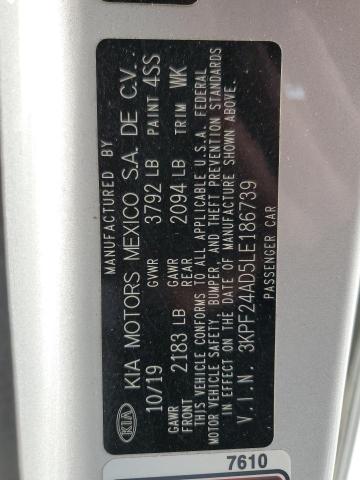 MANUFACTURED BY
KIA KIA MOTORS MEXICO S.A. DE C.V.
10/19 GVWR 3792 LB PAINT 4SS
GAWR FRONT 2183 LB GAWR REAR 2094 LB TRIM WK
THIS VEHICLE CONFORMS TO ALL APPLICABLE U.S.A. FEDERAL
MOTOR VEHICLE SAFETY, BUMPER, AND THEFT PREVENTION STANDARDS
IN EFFECT ON THE DATE OF MANUFACTURE SHOWN ABOVE.
V.I.N. 3KPF24AD5LE186739
PASSENGER CAR
7610